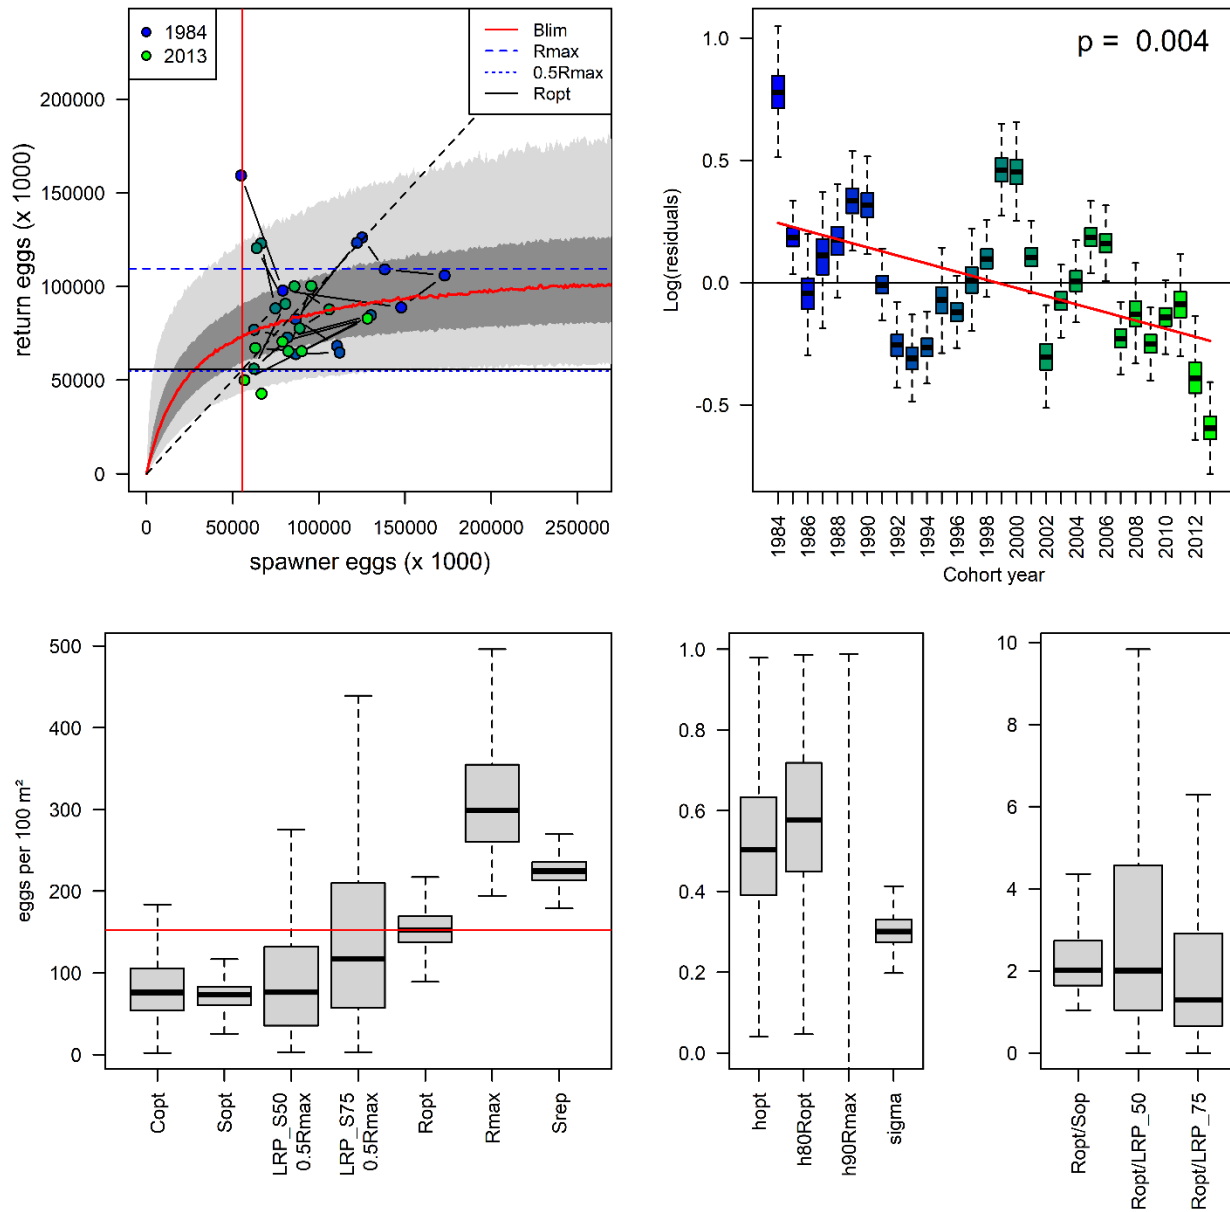 1984
2013
Blim
Rmax
0.5Rmax
Ropt
return eggs (x 1000)
200000
150000
100000
50000
0
0
50000
100000
150000
200000
250000
spawner eggs (x 1000)
p = 0.004
Log(residuals)
1.0
0.5
0.0
-0.5
1984
1986
1988
1990
1992
1994
1996
1998
2000
2002
2004
2006
2008
2010
2012
Cohort year
eggs per 100 m²
500
400
300
200
100
0
Copt
Sopt
LRP_S50
0.5Rmax
LRP_S75
0.5Rmax
Ropt
Rmax
Srep
1.0
0.8
0.6
0.4
0.2
0.0
hopt
h80Ropt
h90Rmax
sigma
10
8
6
4
2
0
Ropt/Sop
Ropt/LRP_50
Ropt/LRP_75